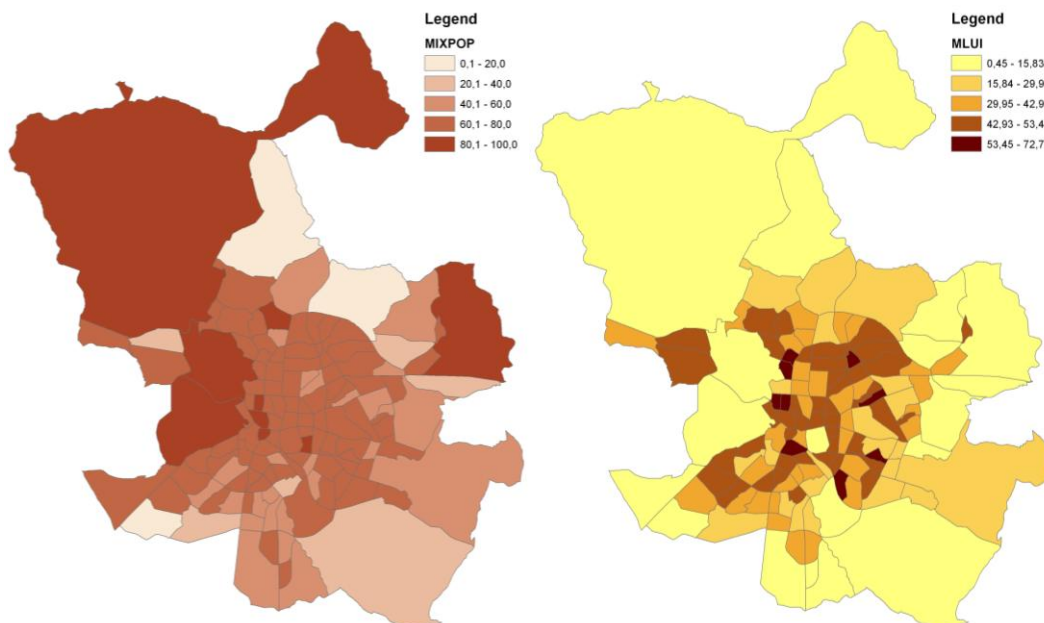 Legend
MIXPOP
0,1 - 20,0
20,1 - 40,0
40,1 - 60,0
60,1 - 80,0
80,1 - 100,0
Legend
MLUI
0,45 - 15,83
15,84 - 29,9
29,95 - 42,9
42,93 - 53,4
53,45 - 72,7